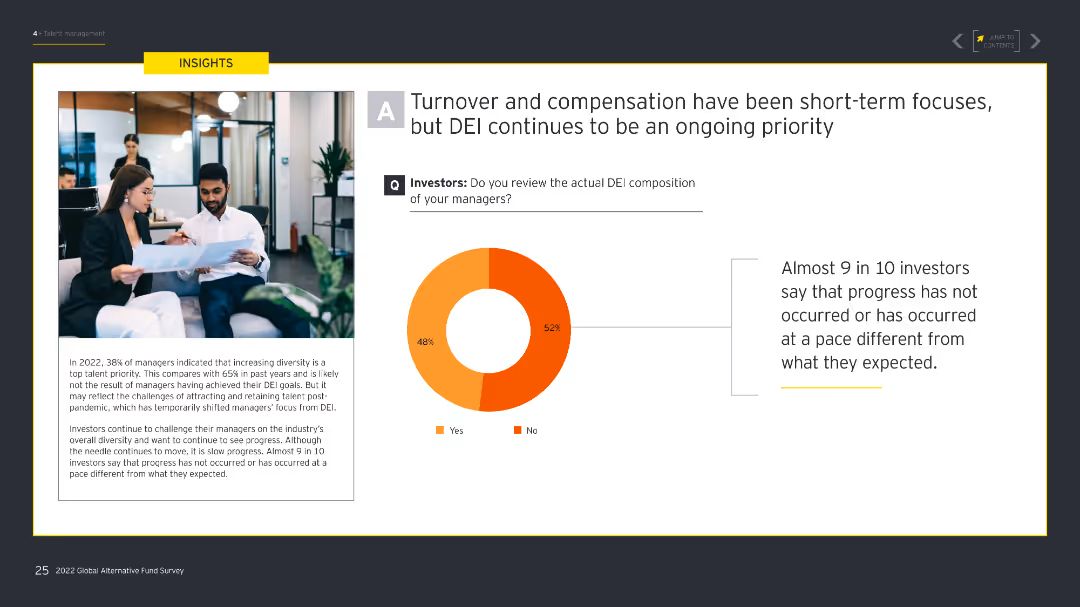 4 > Talent management
JUMP TO
CONTENTS
INSIGHTS
A
Turnover and compensation have been short-term focuses,
but DEI continues to be an ongoing priority
Q
Investors: Do you review the actual DEI composition
of your managers?
48%
52%
Yes
No
Almost 9 in 10 investors
say that progress has not
occurred or has occurred
at a pace different from
what they expected.
In 2022, 38% of managers indicated that increasing diversity is a
top talent priority. This compares with 65% in past years and is likely
not the result of managers having achieved their DEI goals. But it
may reflect the challenges of attracting and retaining talent post-
pandemic, which has temporarily shifted managers' focus from DEI.
Investors continue to challenge their managers on the industry's
overall diversity and want to continue to see progress. Although
the needle continues to move, it is slow progress. Almost 9 in 10
investors say that progress has not occurred or has occurred at a
pace different from what they expected.
25 2022 Global Alternative Fund Survey